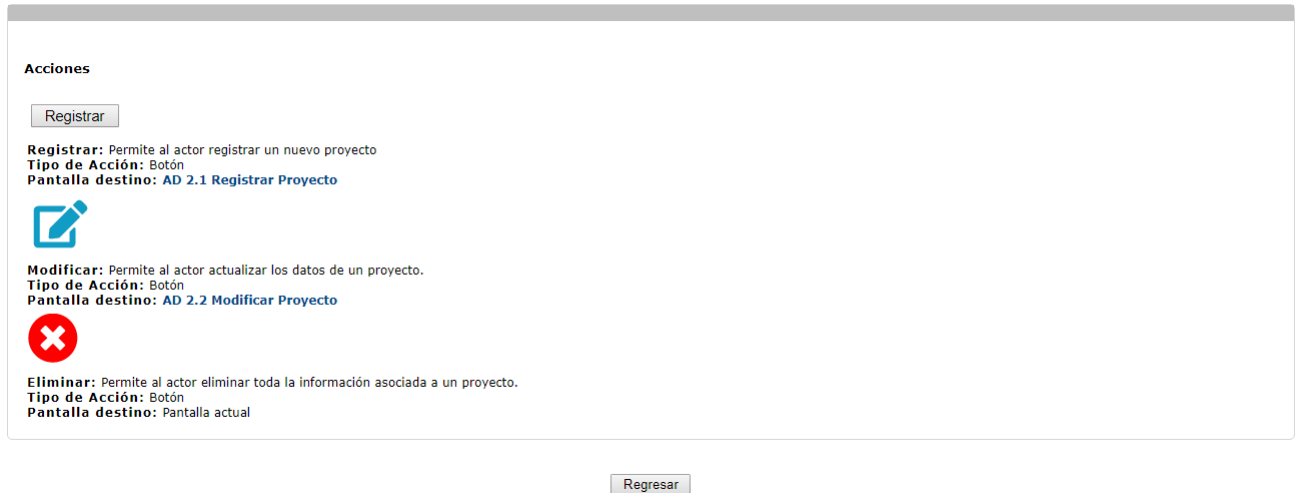 Acciones
Registrar
Registrar: Permite al actor registrar un nuevo proyecto
Tipo de Acción: Botón
Pantalla destino: AD 2.1 Registrar Proyecto
Modificar: Permite al actor actualizar los datos de un proyecto.
Tipo de Acción: Botón
Pantalla destino: AD 2.2 Modificar Proyecto
Eliminar: Permite al actor eliminar toda la información asociada a un proyecto.
Tipo de Acción: Botón
Pantalla destino: Pantalla actual
Regresar